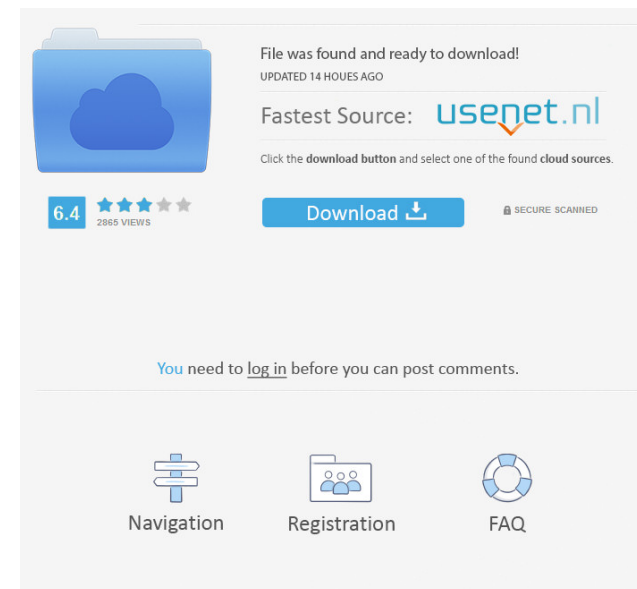 File was found and ready to download!
UPDATED 14 HOUES AGO
Fastest Source: usenet.nl
Click the download button and select one of the found cloud sources.
6.4
2865 VIEWS
Download
SECURE SCANNED
You need to log in before you can post comments.
Navigation
Registration
FAQ